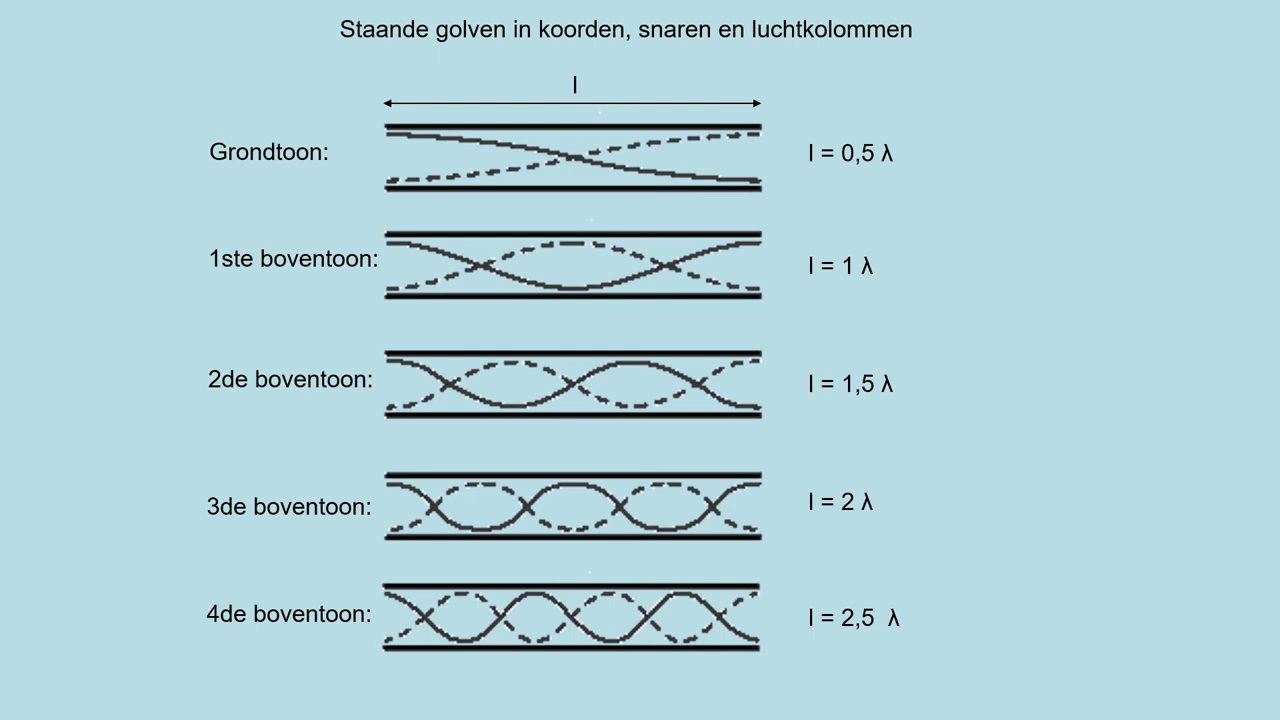 Staande golven in koorden, snaren en luchtkolommen
l
Grondtoon:
l = 0,5 λ
1ste boventoon:
l = 1 λ
2de boventoon:
l = 1,5 λ
3de boventoon:
l = 2 λ
4de boventoon:
l = 2,5 λ